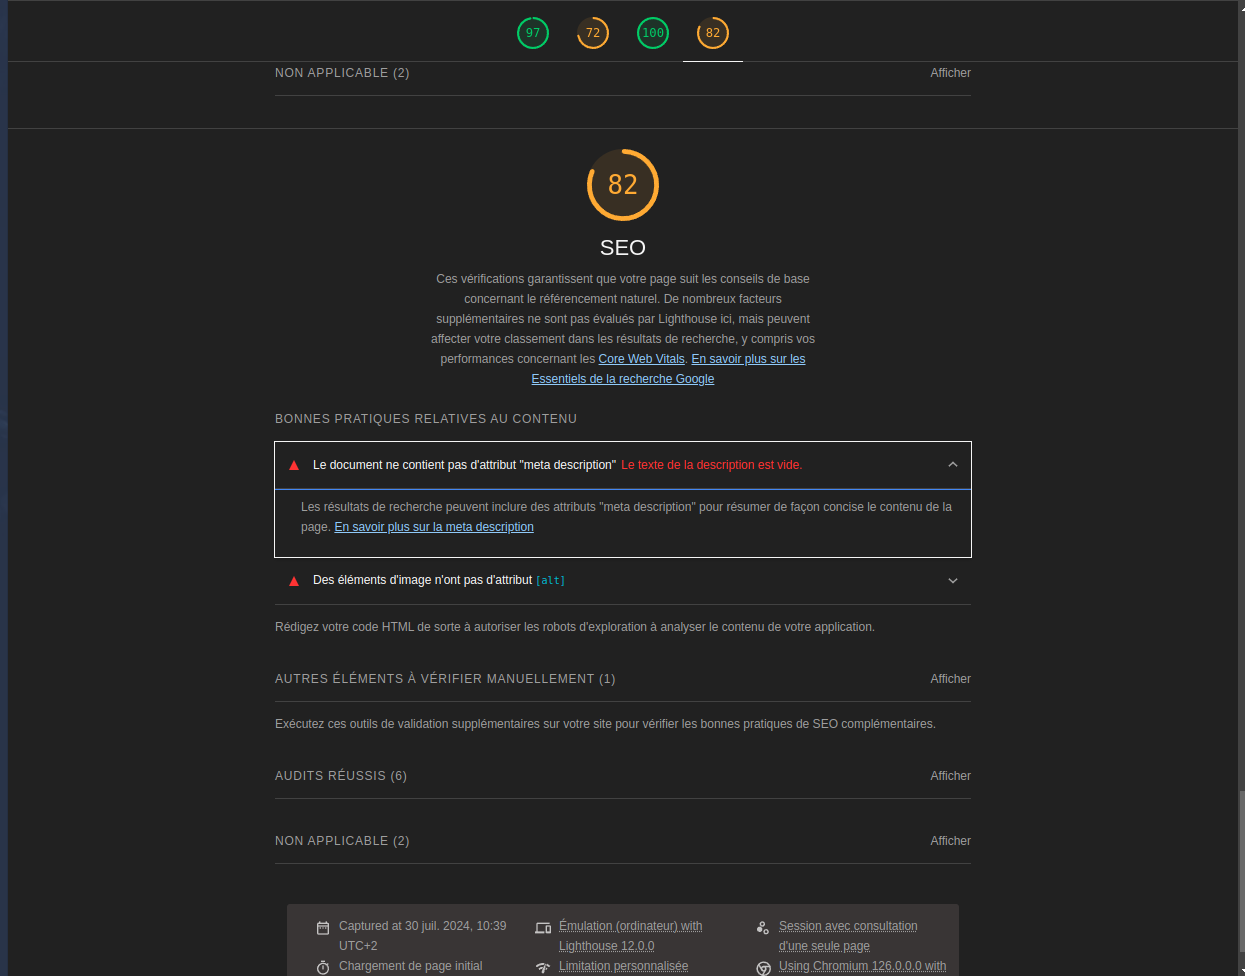 97 72 100 82
NON APPLICABLE (2) Afficher
82
SEO
Ces vérifications garantissent que votre page suit les conseils de base
concernant le référencement naturel. De nombreux facteurs
supplémentaires ne sont pas évalués par Lighthouse ici, mais peuvent
affecter votre classement dans les résultats de recherche, y compris vos
performances concernant les Core Web Vitals. En savoir plus sur les
Essentiels de la recherche Google
BONNES PRATIQUES RELATIVES AU CONTENU
Le document ne contient pas d'attribut "meta description" Le texte de la description est vide.
Les résultats de recherche peuvent inclure des attributs "meta description" pour résumer de façon concise le contenu de la
page. En savoir plus sur la meta description
Des éléments d'image n'ont pas d'attribut [alt]
Rédigez votre code HTML de sorte à autoriser les robots d'exploration à analyser le contenu de votre application.
AUTRES ÉLÉMENTS À VÉRIFIER MANUELLEMENT (1) Afficher
Exécutez ces outils de validation supplémentaires sur votre site pour vérifier les bonnes pratiques de SEO complémentaires.
AUDITS RÉUSSIS (6) Afficher
NON APPLICABLE (2) Afficher
Captured at 30 juil. 2024, 10:39
UTC+2
Émulation (ordinateur) with
Lighthouse 12.0.0
Session avec consultation
d'une seule page
Chargement de page initial
Limitation personnalisée
Using Chromium 126.0.0.0 with